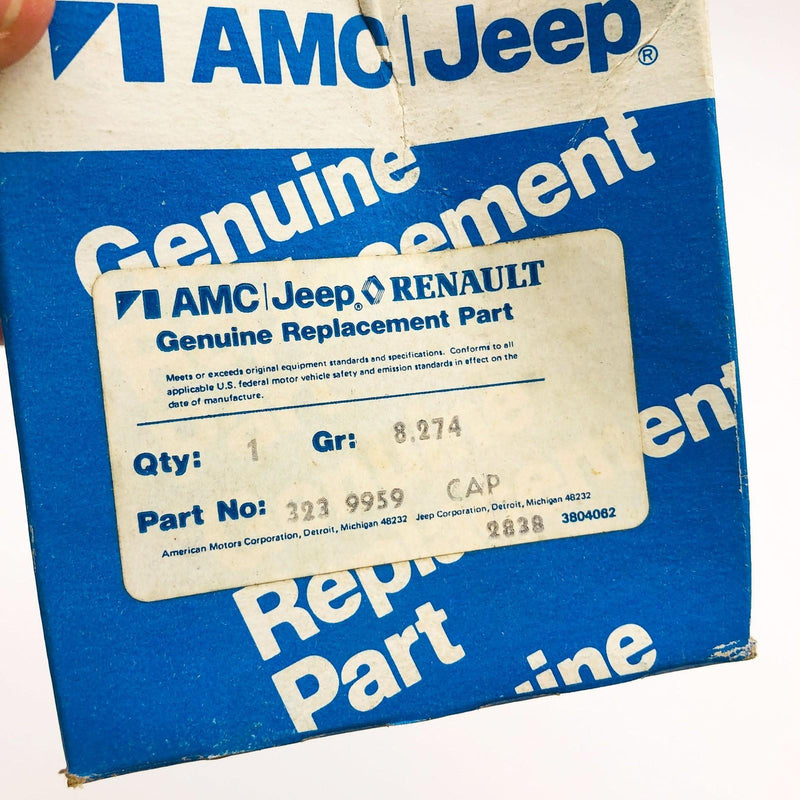 AMC|Jeep®
Genuine
Replacement
AMC|Jeep® RENAULT
Genuine Replacement Part
Meets or exceeds original equipment standards and specifications. Conforms to all
applicable U.S. federal motor vehicle safety and emission standards in effect on the
date of manufacture.
Qty: 1 Gr: 8.274
Part No: 323 9959 CAP
American Motors Corporation, Detroit, Michigan 48232 Jeep Corporation, Detroit, Michigan 48232
2838 3804062
ent
Repl
Part
ine